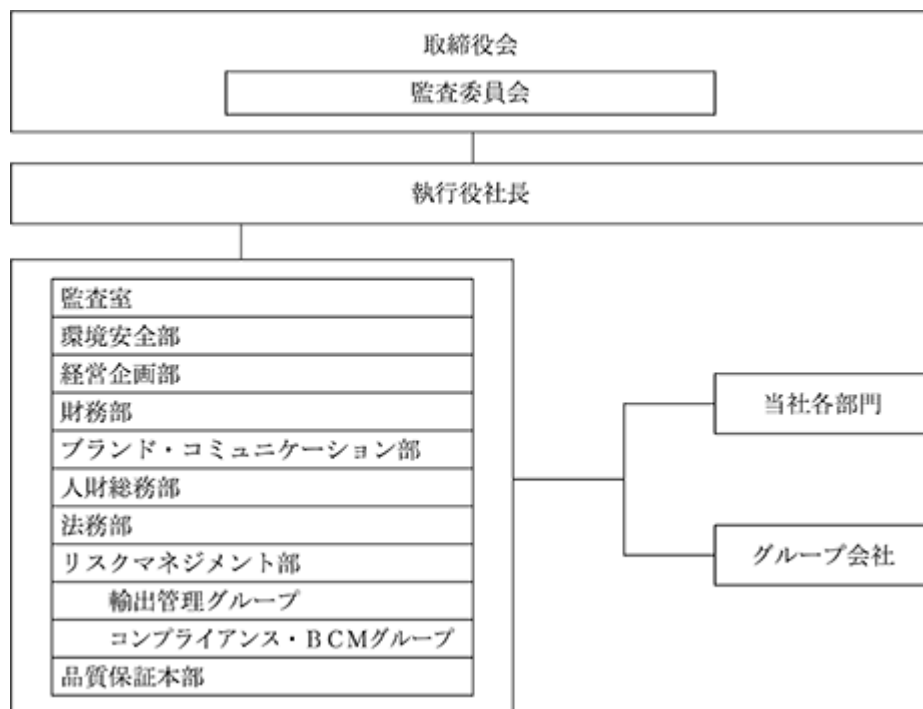 取締役会
監査委員会
執行役社長
監査室
環境安全部
経営企画部
財務部
ブランド・コミュニケーション部
人財総務部
法務部
リスクマネジメント部
輸出管理グループ
コンプライアンス・ＢＣＭグループ
品質保証本部
当社各部門
グループ会社